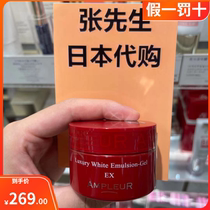 假一罚十
张先生
日本代购
Luxury White Emulsion-Gel
EX
AMPLEUR
¥269.00